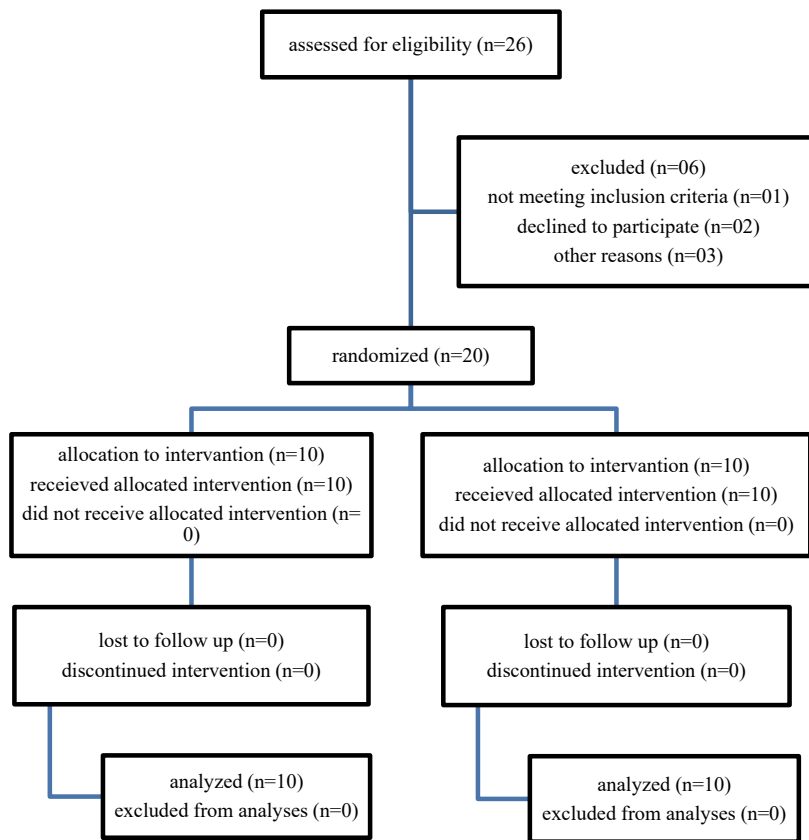 assessed for eligibility (n=26)
excluded (n=06)
not meeting inclusion criteria (n=01)
declined to participate (n=02)
other reasons (n=03)
randomized (n=20)
allocation to intervantion (n=10)
receieved allocated intervention (n=10)
did not receive allocated intervention (n=
0)
allocation to intervantion (n=10)
receieved allocated intervention (n=10)
did not receive allocated intervention (n=0)
lost to follow up (n=0)
discontinued intervention (n=0)
lost to follow up (n=0)
discontinued intervention (n=0)
analyzed (n=10)
excluded from analyses (n=0)
analyzed (n=10)
excluded from analyses (n=0)